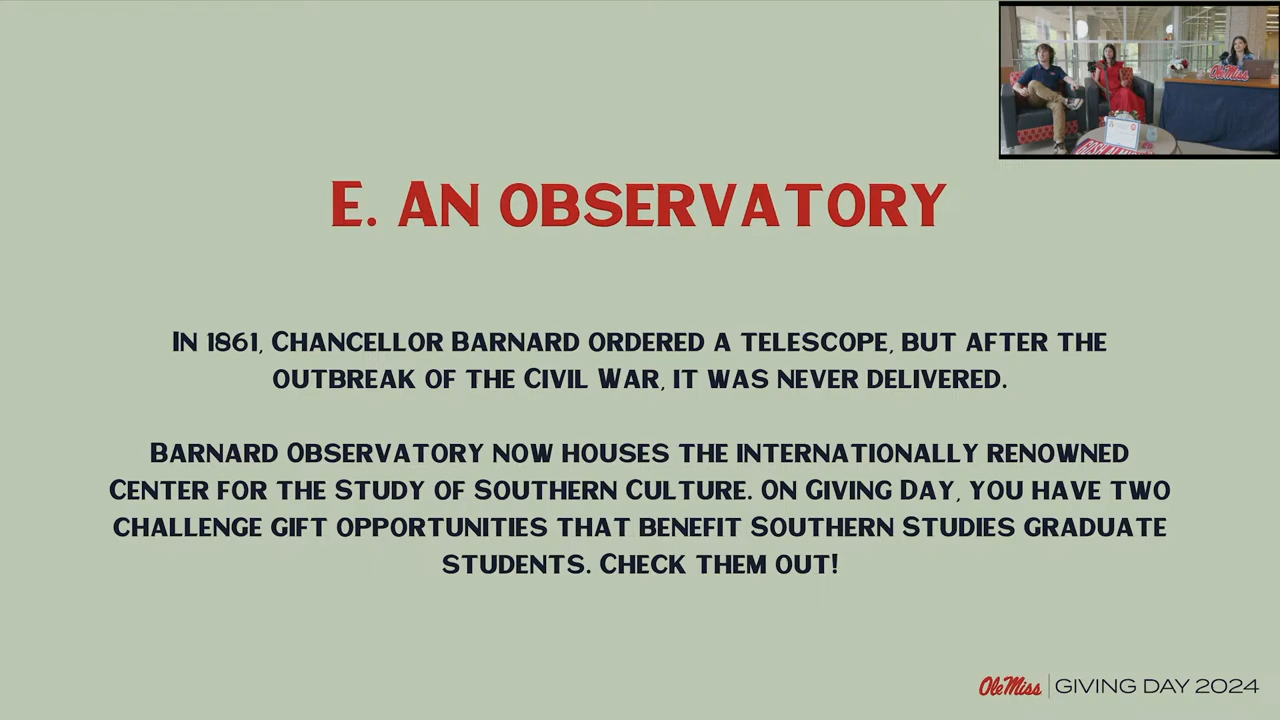 Ole Miss
E. An observatory
In 1861, Chancellor Barnard ordered a telescope, but after the
outbreak of the Civil War, it was never delivered.
Barnard Observatory now houses the internationally renowned
Center for the Study of Southern Culture. On Giving Day, you have two
challenge gift opportunities that benefit Southern Studies graduate
students. Check them out!
Ole Miss | GIVING DAY 2024